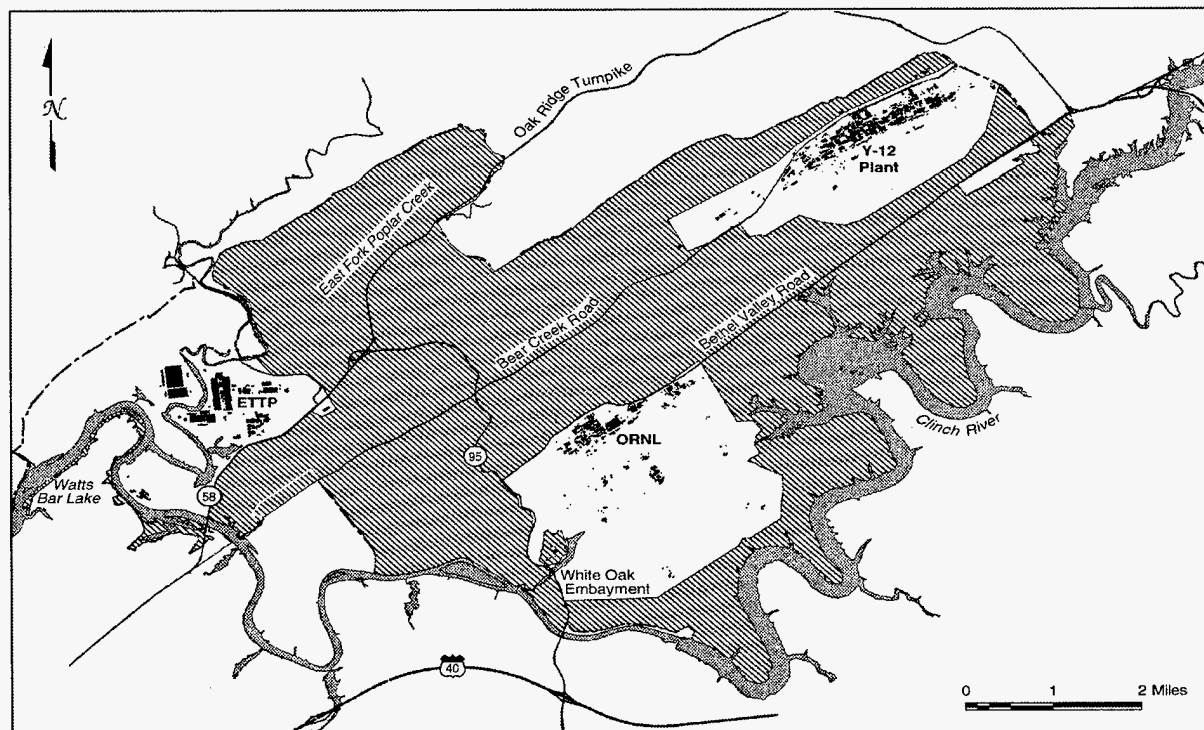 N
Oak Ridge Turnpike
Y-12
Plant
East Fork Poplar Creek
Bear Creek Road
Bethel Valley Road
ETTP
ORNL
Clinch River
95
58
Watts
Bar Lake
White Oak
Embayment
40
0 1 2 Miles